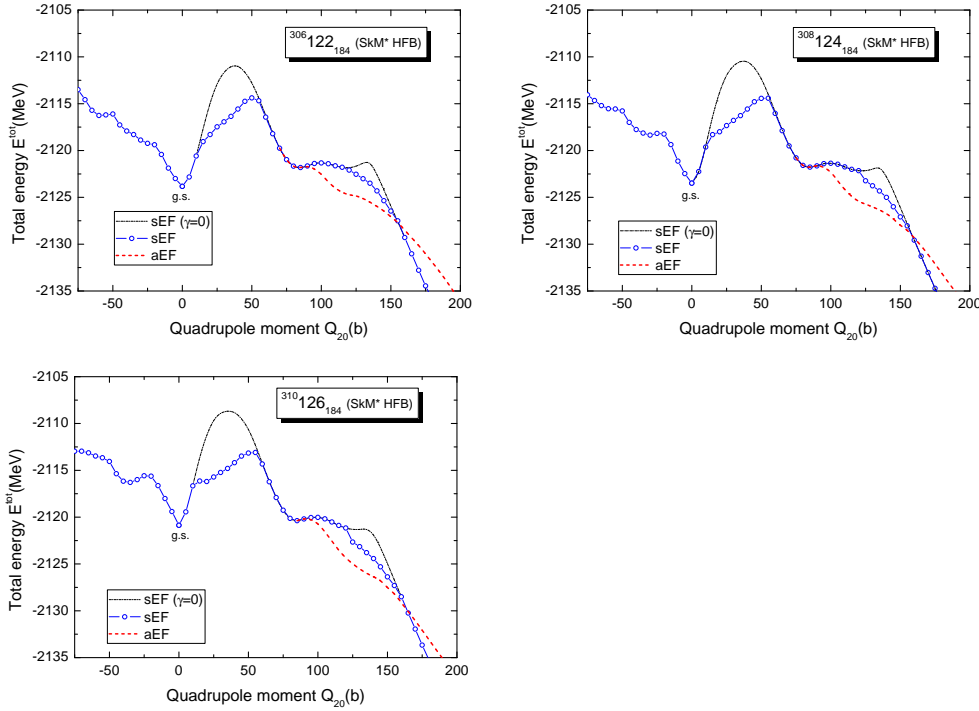 ³⁰⁶122₁₈₄ (SkM* HFB)
Total energy Eᵗᵒᵗ(MeV)
-2105
-2110
-2115
-2120
-2125
-2130
-2135
g.s.
sEF (γ=0)
sEF
aEF
-50 0 50 100 150 200
Quadrupole moment Q₂₀(b)
³⁰⁸124₁₈₄ (SkM* HFB)
Total energy Eᵗᵒᵗ(MeV)
-2105
-2110
-2115
-2120
-2125
-2130
-2135
g.s.
sEF (γ=0)
sEF
aEF
-50 0 50 100 150 200
Quadrupole moment Q₂₀(b)
³¹⁰126₁₈₄ (SkM* HFB)
Total energy Eᵗᵒᵗ(MeV)
-2105
-2110
-2115
-2120
-2125
-2130
-2135
g.s.
sEF (γ=0)
sEF
aEF
-50 0 50 100 150 200
Quadrupole moment Q₂₀(b)